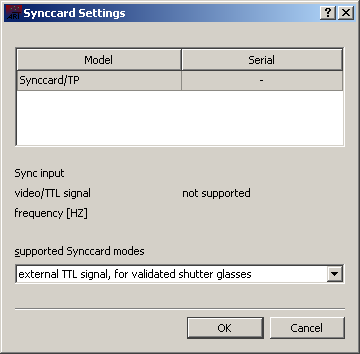 Synccard Settings
Model Serial
Synccard/TP -
Sync input
video/TTL signal not supported
frequency [HZ]
supported Synccard modes
external TTL signal, for validated shutter glasses
OK Cancel